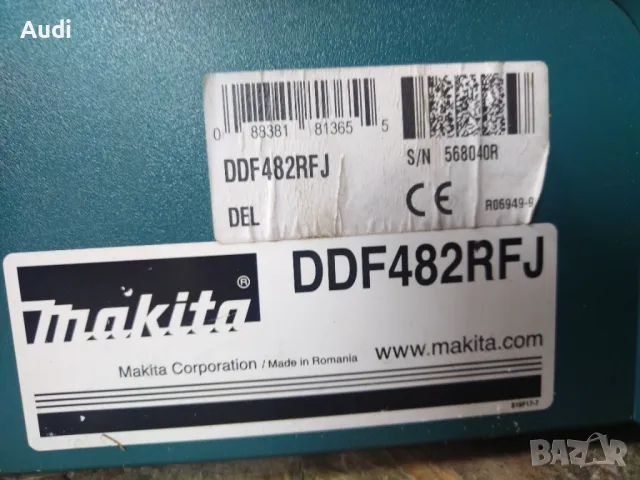 Audi
0 88381 81365 5
DDF482RFJ
S/N 568040R
DEL
CE
R06949-9
makita®
DDF482RFJ
Makita Corporation / Made in Romania
www.makita.com
BAZAR